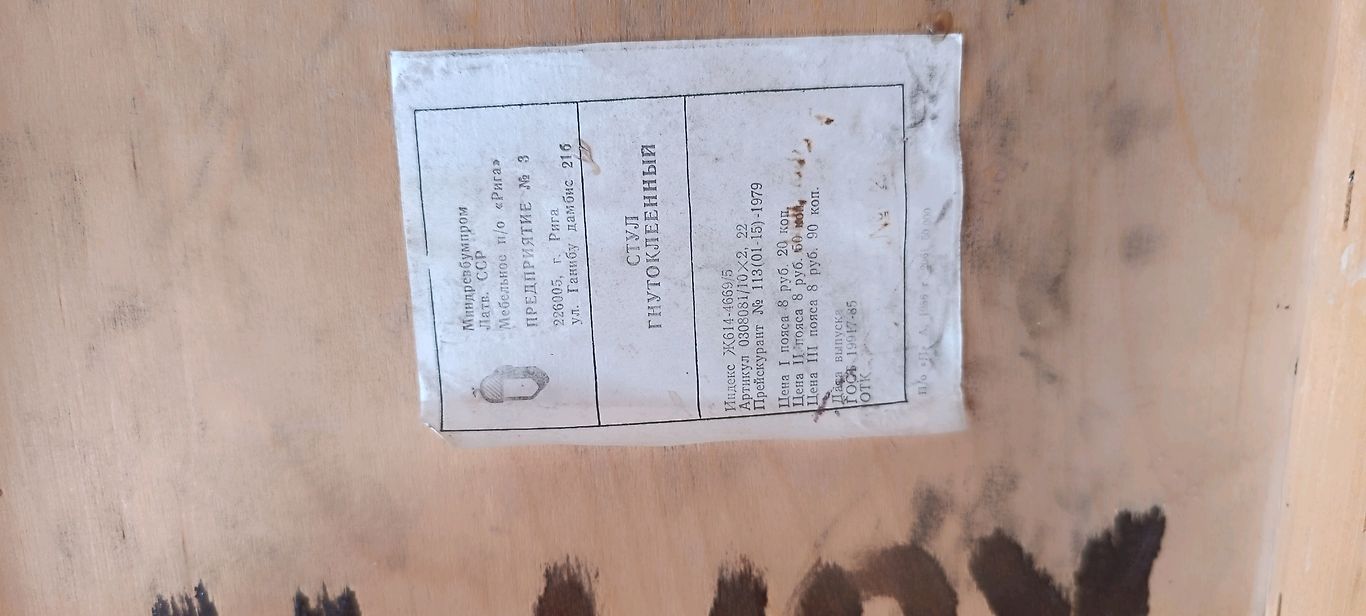 Миндревбумпром
Латв. ССР
Мебельное п/о «Рига»
ПРЕДПРИЯТИЕ № 3
226005, г. Рига
ул. Ганибу дамбис 21б
СТУЛ
ГНУТОКЛЕЕННЫЙ
Индекс Ж614-4669/5
Артикул 0308081/10×2, 22
Прейскурант № 113(01-15)-1979
Цена I пояса 8 руб. 20 коп.
Цена II пояса 8 руб. 60 коп.
Цена III пояса 8 руб. 90 коп.
Дата выпуска
ГОСТ 19917-85
ОТК